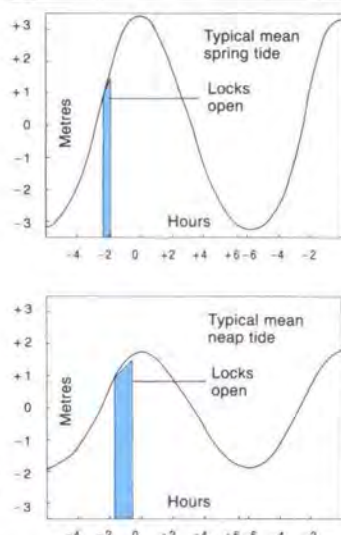 +3
Typical mean
spring tide
+2
Locks
open
+1
0
Metres
−1
−2
−3
Hours
−4 −2 0 +2 +4 +6−6 −4 −2
+3
Typical mean
neap tide
+2
+1
Locks
open
0
Metres
−1
−2
−3
Hours